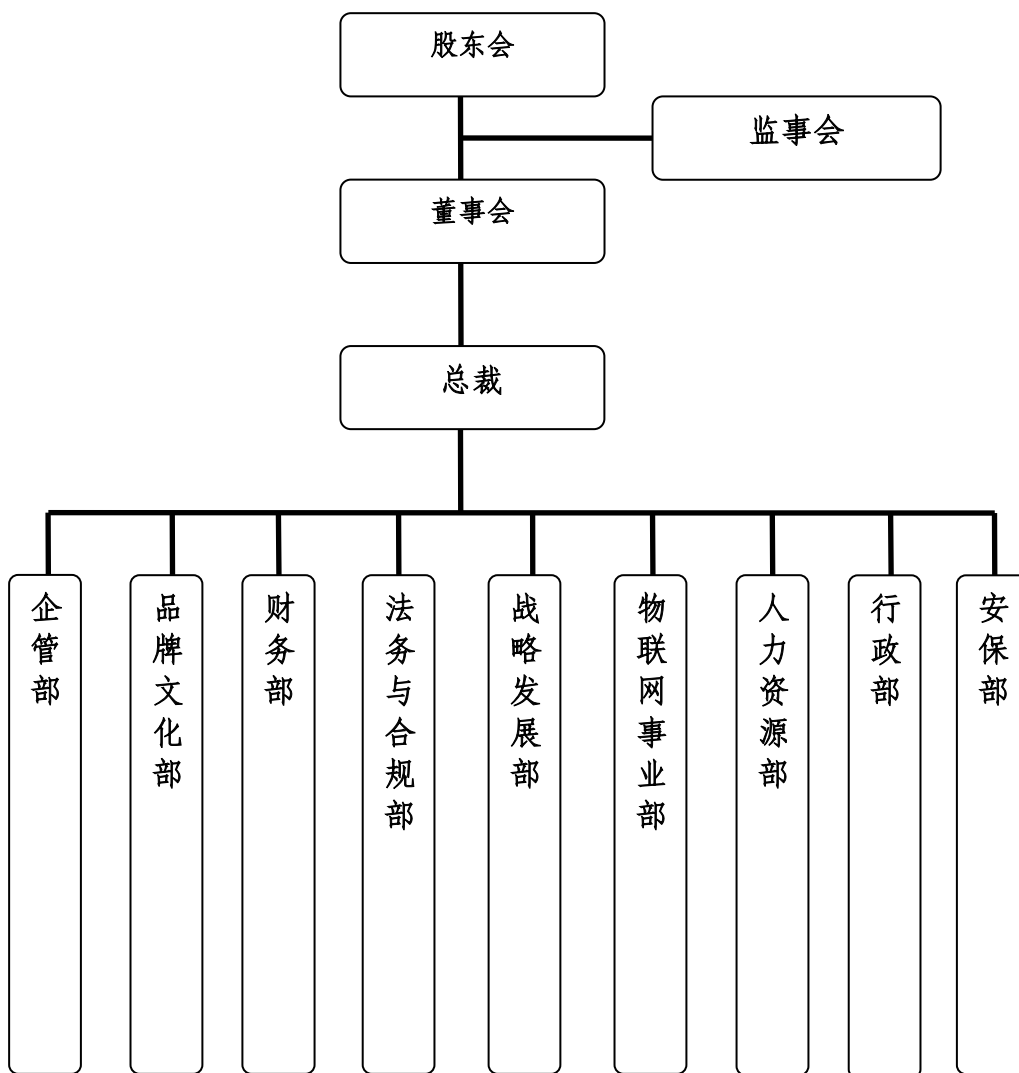 股东会
监事会
董事会
总裁
企管部
品牌文化部
财务部
法务与合规部
战略发展部
物联网事业部
人力资源部
行政部
安保部